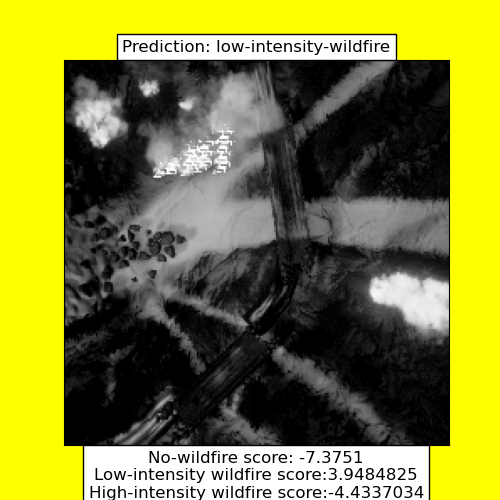 Prediction: low-intensity-wildfire
No-wildfire score: -7.3751
Low-intensity wildfire score:3.9484825
High-intensity wildfire score:-4.4337034